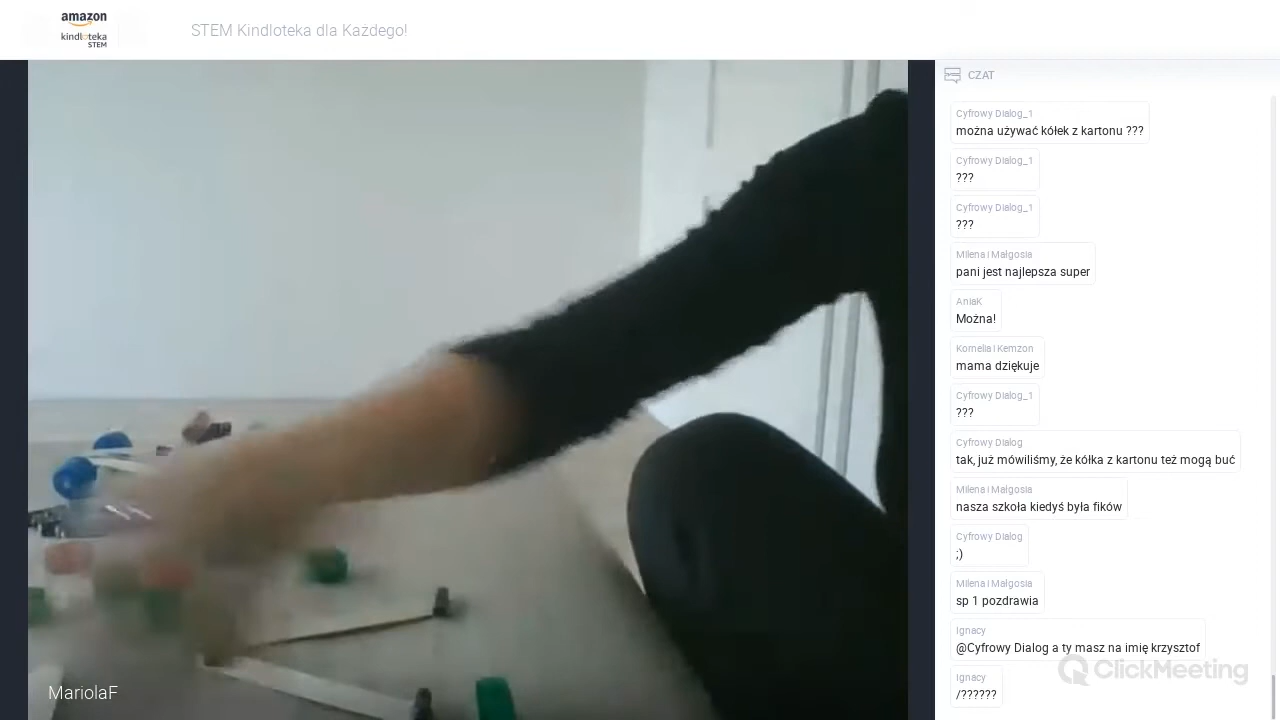 amazon
kindloteka
STEM
STEM Kindloteka dla Każdego!
CZAT
Cyfrowy Dialog_1
można używać kółek z kartonu ???
Cyfrowy Dialog_1
???
Cyfrowy Dialog_1
???
Milena i Małgosia
pani jest najlepsza super
AniaK
Można!
Kornelia i Kemzon
mama dziękuje
Cyfrowy Dialog_1
???
Cyfrowy Dialog
tak, już mówiliśmy, że kółka z kartonu też mogą buć
Milena i Małgosia
nasza szkoła kiedyś była fików
Cyfrowy Dialog
;)
Milena i Małgosia
sp 1 pozdrawia
Ignacy
@Cyfrowy Dialog a ty masz na imię krzysztof
Ignacy
/??????
ClickMeeting
MariolaF